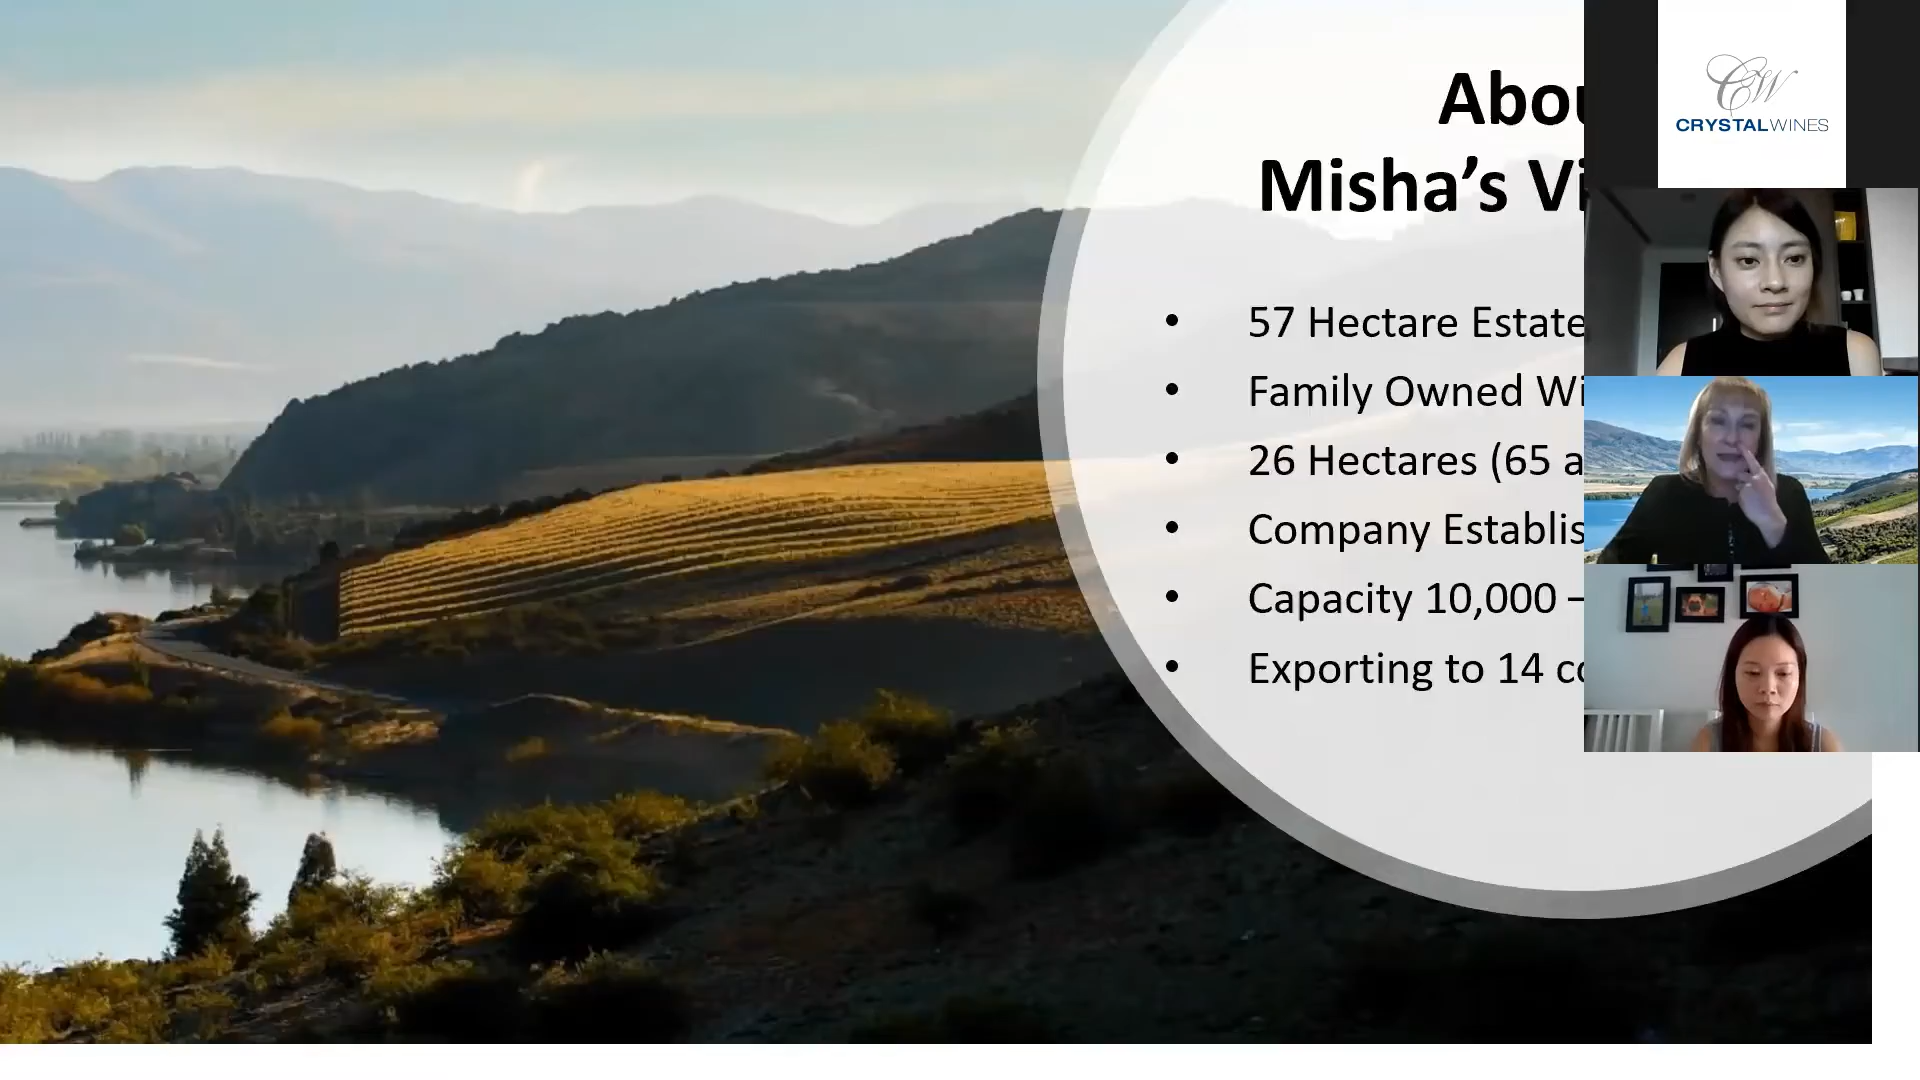 Abou
Misha’s Vi
• 57 Hectare Estate
• Family Owned Wi
• 26 Hectares (65 a
• Company Establis
• Capacity 10,000 –
• Exporting to 14 co
CW
CRYSTALWINES